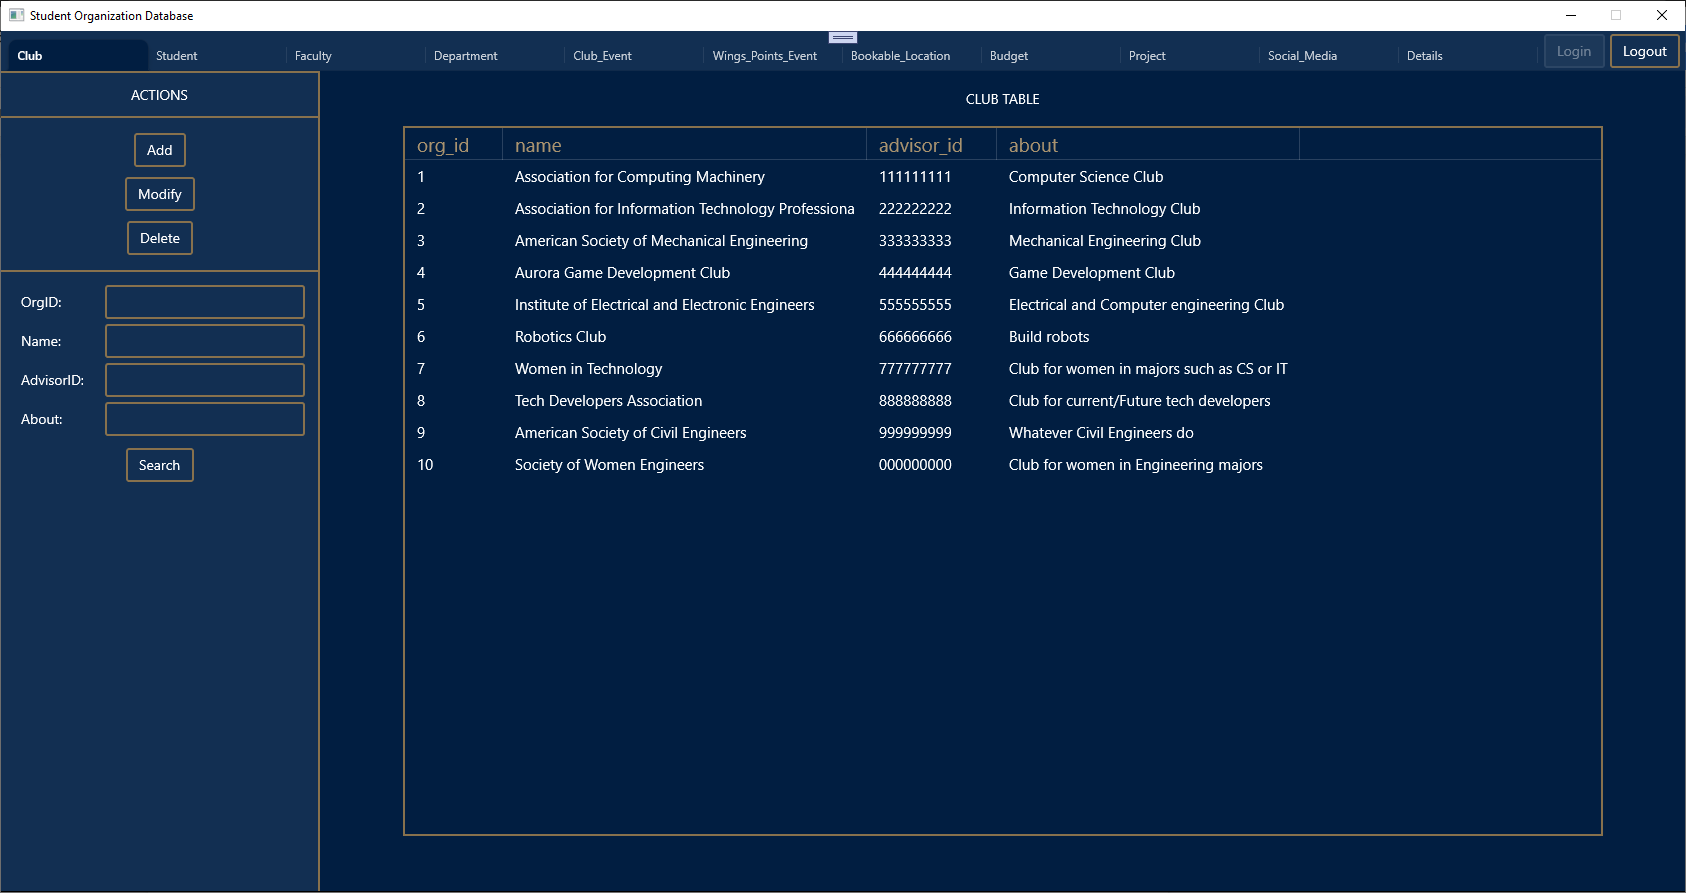 Student Organization Database
Club Student Faculty Department Club_Event Wings_Points_Event Bookable_Location Budget Project Social_Media Details Login Logout
ACTIONS
Add
Modify
Delete
OrgID:
Name:
AdvisorID:
About:
Search
CLUB TABLE
org_id name advisor_id about
1 Association for Computing Machinery 111111111 Computer Science Club
2 Association for Information Technology Professiona 222222222 Information Technology Club
3 American Society of Mechanical Engineering 333333333 Mechanical Engineering Club
4 Aurora Game Development Club 444444444 Game Development Club
5 Institute of Electrical and Electronic Engineers 555555555 Electrical and Computer engineering Club
6 Robotics Club 666666666 Build robots
7 Women in Technology 777777777 Club for women in majors such as CS or IT
8 Tech Developers Association 888888888 Club for current/Future tech developers
9 American Society of Civil Engineers 999999999 Whatever Civil Engineers do
10 Society of Women Engineers 000000000 Club for women in Engineering majors